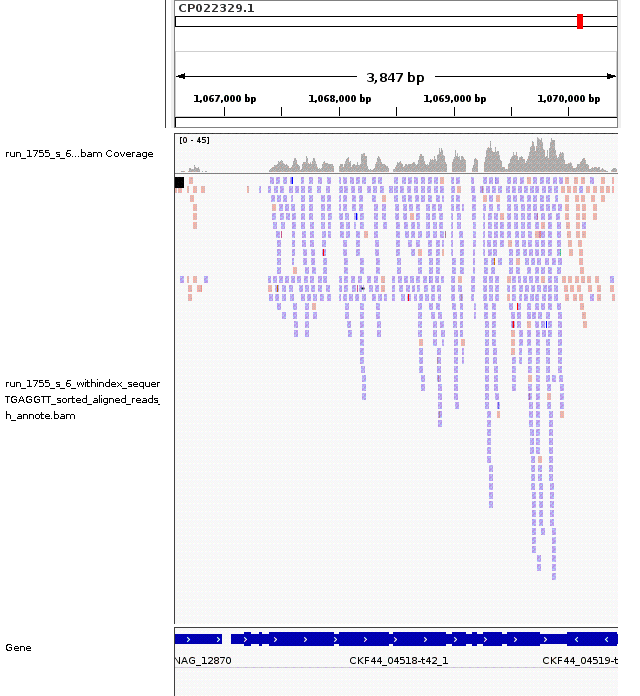 CP022329.1
3,847 bp
1,067,000 bp 1,068,000 bp 1,069,000 bp 1,070,000 bp
[0 - 45]
run_1755_s_6...bam Coverage
run_1755_s_6_withindex_sequer
TGAGGTT_sorted_aligned_reads_
h_annote.bam
Gene
NAG_12870 CKF44_04518-t42_1 CKF44_04519-t